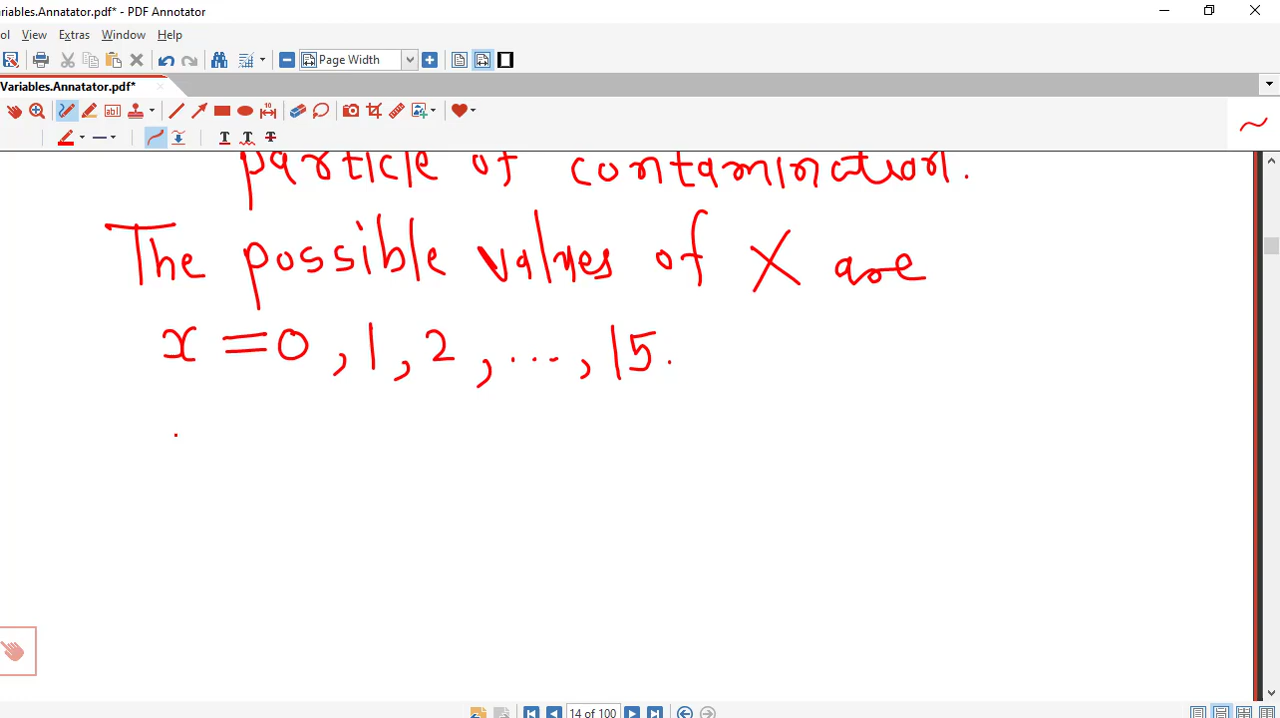 ariables.Annatator.pdf* - PDF Annotator
ol View Extras Window Help
Page Width
Variables.Annatator.pdf*
particle of contamination.
The possible values of X are
x = 0, 1, 2, ..., 15.
14 of 100